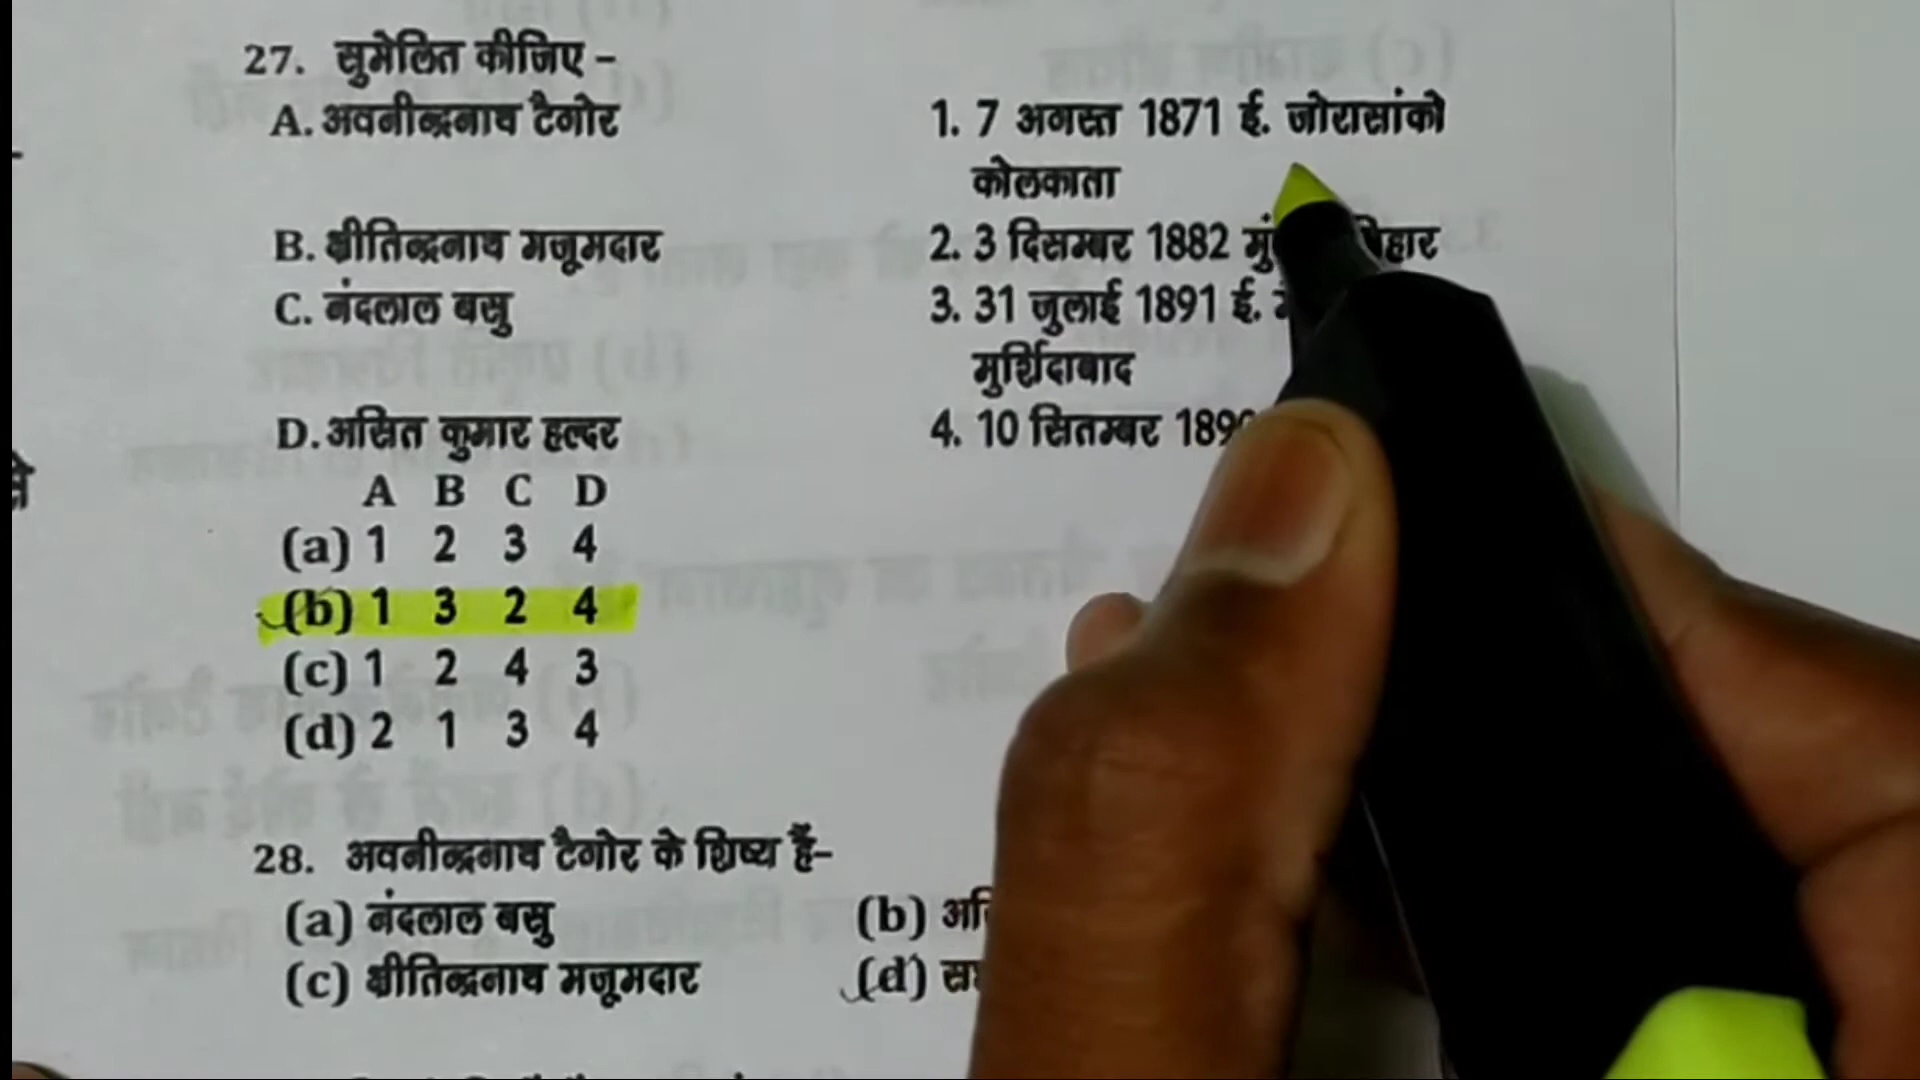 27. सुमेलित कीजिए –
A. अवनीन्द्रनाथ टैगोर 1. 7 अगस्त 1871 ई. जोरासांको
कोलकाता
B. क्षीतिन्द्रनाथ मजूमदार 2. 3 दिसम्बर 1882 बिहार
C. नंदलाल बसु 3. 31 जुलाई 1891 ई.
मुर्शिदाबाद
D. असित कुमार हल्दर 4. 10 सितम्बर
A B C D
(a) 1 2 3 4
(b) 1 3 2 4
(c) 1 2 4 3
(d) 2 1 3 4
28. अवनीन्द्रनाथ टैगोर के शिष्य हैं–
(a) नंदलाल बसु (b)
(c) क्षीतिन्द्रनाथ मजूमदार (d)